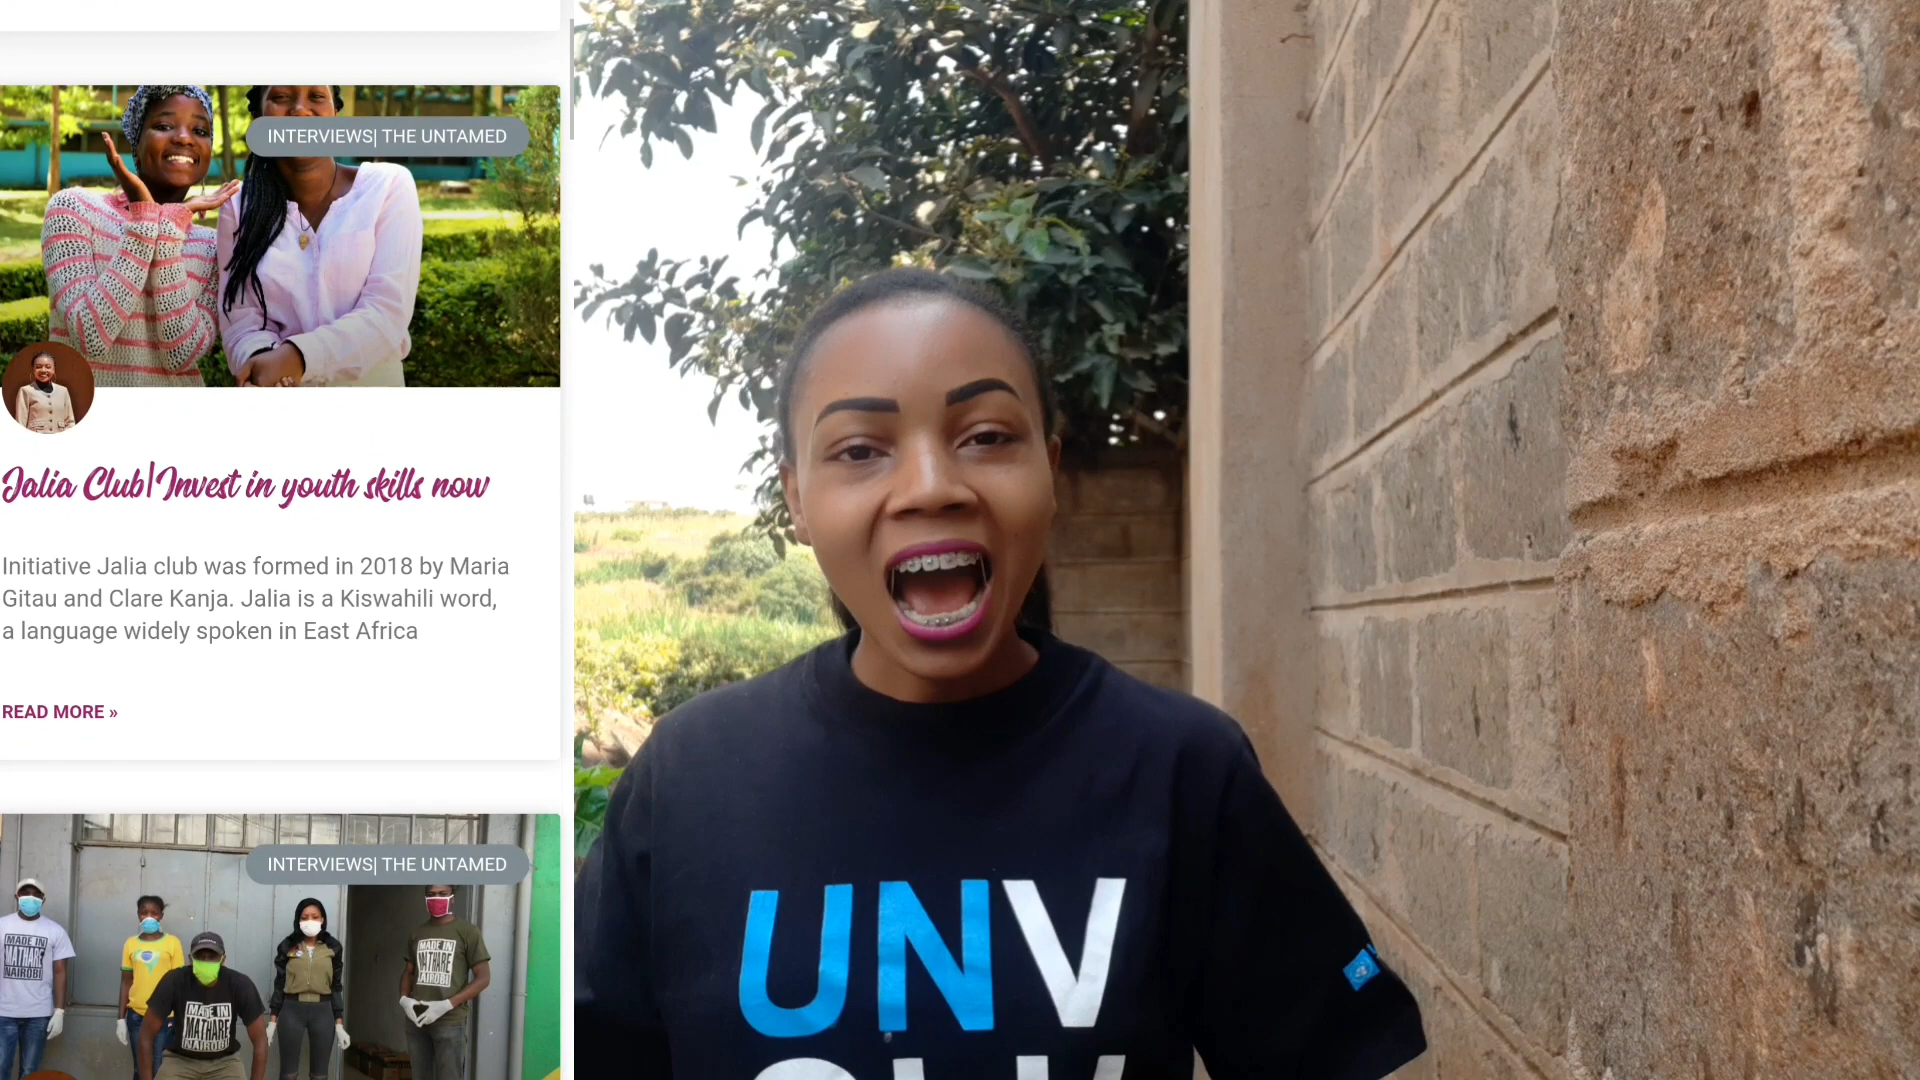 INTERVIEWS| THE UNTAMED
Jalia Club|Invest in youth skills now
Initiative Jalia club was formed in 2018 by Maria
Gitau and Clare Kanja. Jalia is a Kiswahili word,
a language widely spoken in East Africa
READ MORE »
INTERVIEWS| THE UNTAMED
MADE IN
MATHARE
NAIROBI
MADE IN
MATHARE
NAIROBI
MADE IN
MATHARE
NAIROBI
UNV